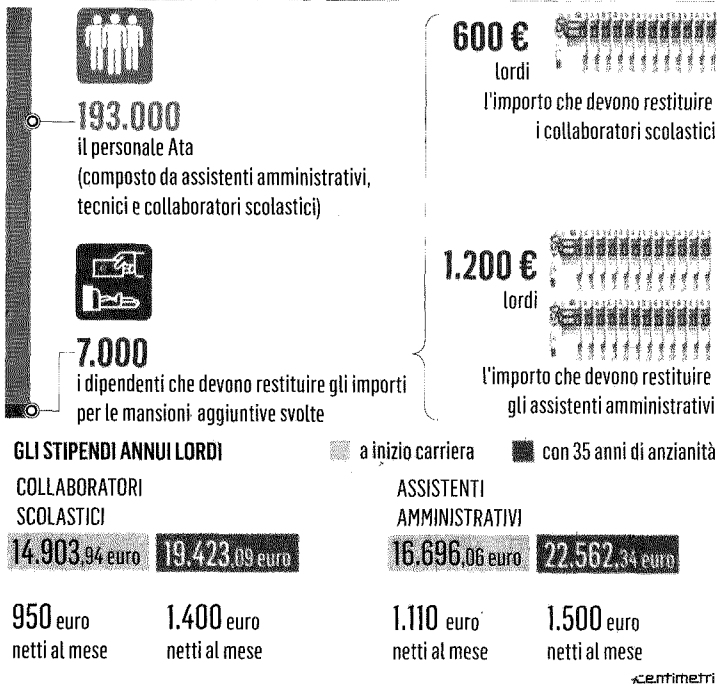 193.000
il personale Ata
(composto da assistenti amministrativi,
tecnici e collaboratori scolastici)
7.000
i dipendenti che devono restituire gli importi
per le mansioni aggiuntive svolte
600 €
lordi
l'importo che devono restituire
i collaboratori scolastici
1.200 €
lordi
l'importo che devono restituire
gli assistenti amministrativi
GLI STIPENDI ANNUI LORDI
a inizio carriera
con 35 anni di anzianità
COLLABORATORI
SCOLASTICI
14.903,94 euro
19.423,09 euro
950 euro
netti al mese
1.400 euro
netti al mese
ASSISTENTI
AMMINISTRATIVI
16.696,06 euro
22.562,34 euro
1.110 euro
netti al mese
1.500 euro
netti al mese
centimetri